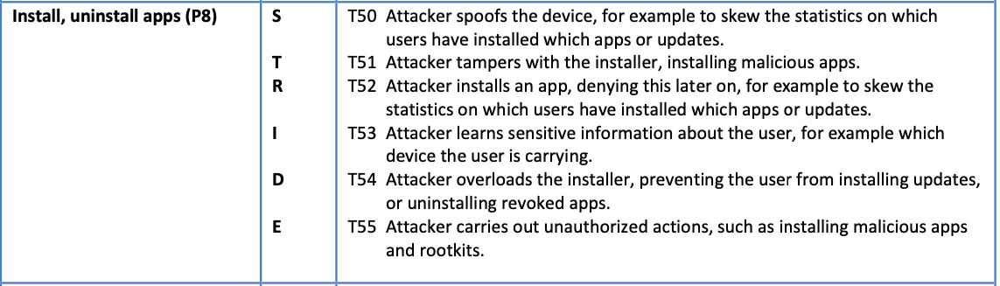 Install, uninstall apps (P8)
S T50 Attacker spoofs the device, for example to skew the statistics on which
users have installed which apps or updates.
T T51 Attacker tampers with the installer, installing malicious apps.
R T52 Attacker installs an app, denying this later on, for example to skew the
statistics on which users have installed which apps or updates.
I T53 Attacker learns sensitive information about the user, for example which
device the user is carrying.
D T54 Attacker overloads the installer, preventing the user from installing updates,
or uninstalling revoked apps.
E T55 Attacker carries out unauthorized actions, such as installing malicious apps
and rootkits.